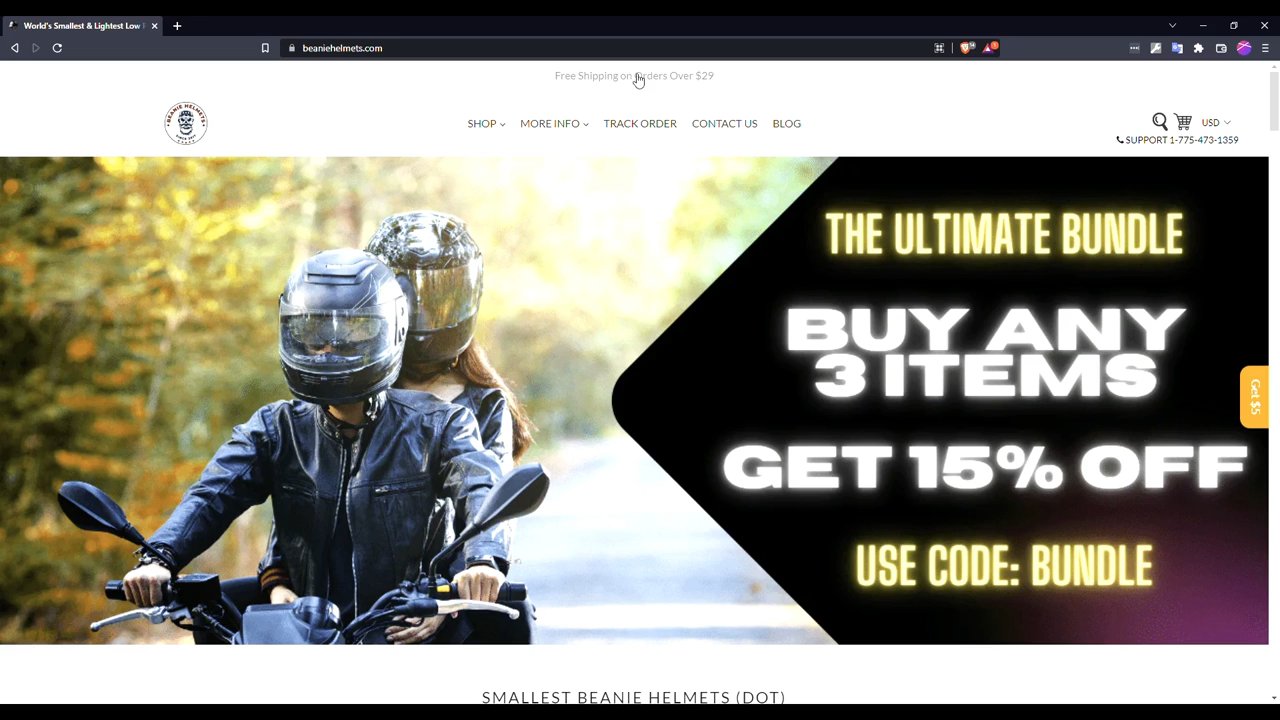 World's Smallest & Lightest Low
beaniehelmets.com
Free Shipping on Orders Over $29
BEANIE HELMETS
SHOP
MORE INFO
TRACK ORDER
CONTACT US
BLOG
USD
SUPPORT 1-775-473-1359
THE ULTIMATE BUNDLE
BUY ANY
3 ITEMS
GET 15% OFF
USE CODE: BUNDLE
Get $5
SMALLEST BEANIE HELMETS (DOT)